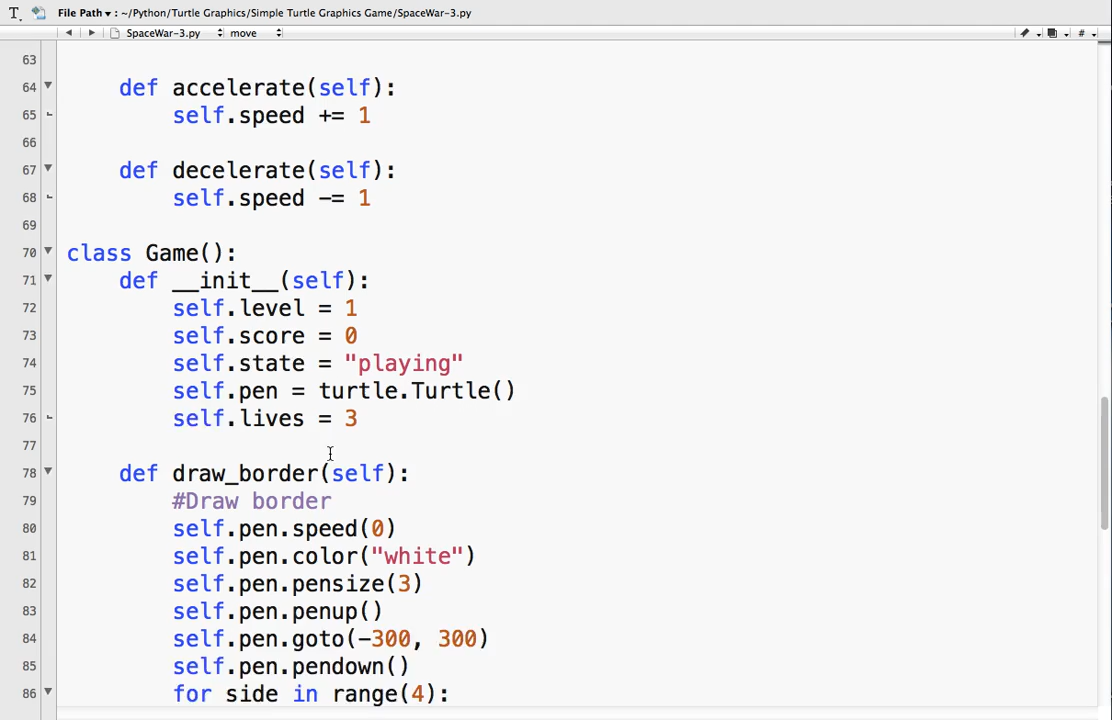 File Path ▾ : ~/Python/Turtle Graphics/Simple Turtle Graphics Game/SpaceWar-3.py
SpaceWar-3.py move #
63
64 def accelerate(self):
65 self.speed += 1
66
67 def decelerate(self):
68 self.speed -= 1
69
70 class Game():
71 def __init__(self):
72 self.level = 1
73 self.score = 0
74 self.state = "playing"
75 self.pen = turtle.Turtle()
76 self.lives = 3
77
78 def draw_border(self):
79 #Draw border
80 self.pen.speed(0)
81 self.pen.color("white")
82 self.pen.pensize(3)
83 self.pen.penup()
84 self.pen.goto(-300, 300)
85 self.pen.pendown()
86 for side in range(4):